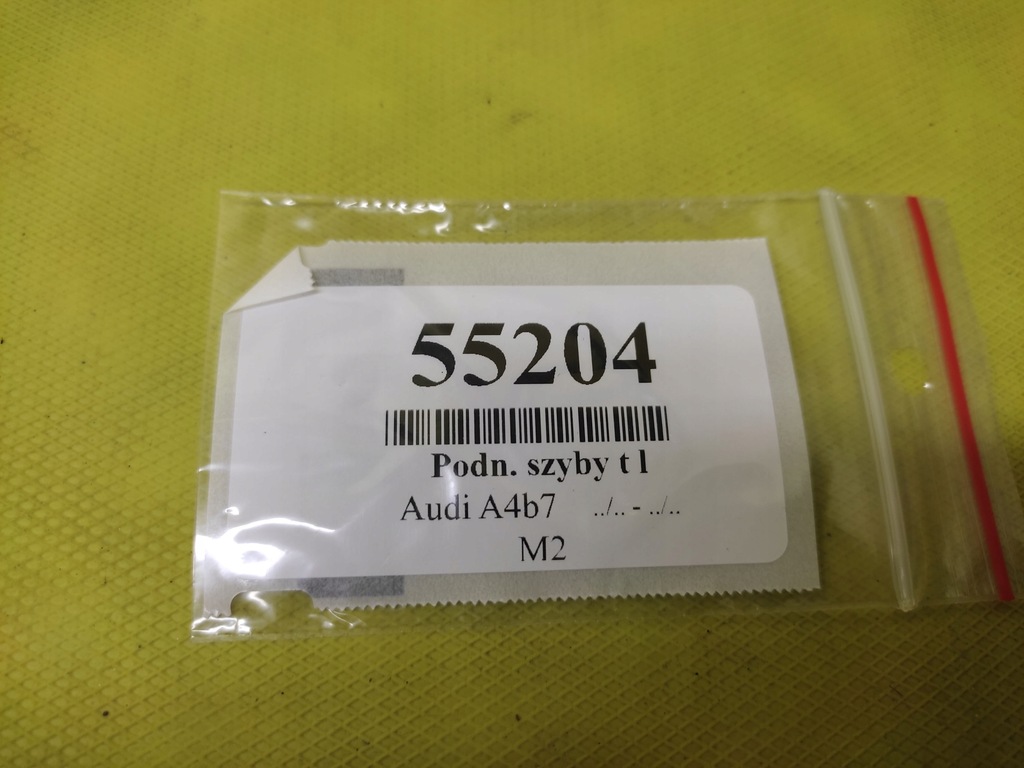 55204
Podn. szyby t l
Audi A4b7 ../.. - ../..
M2